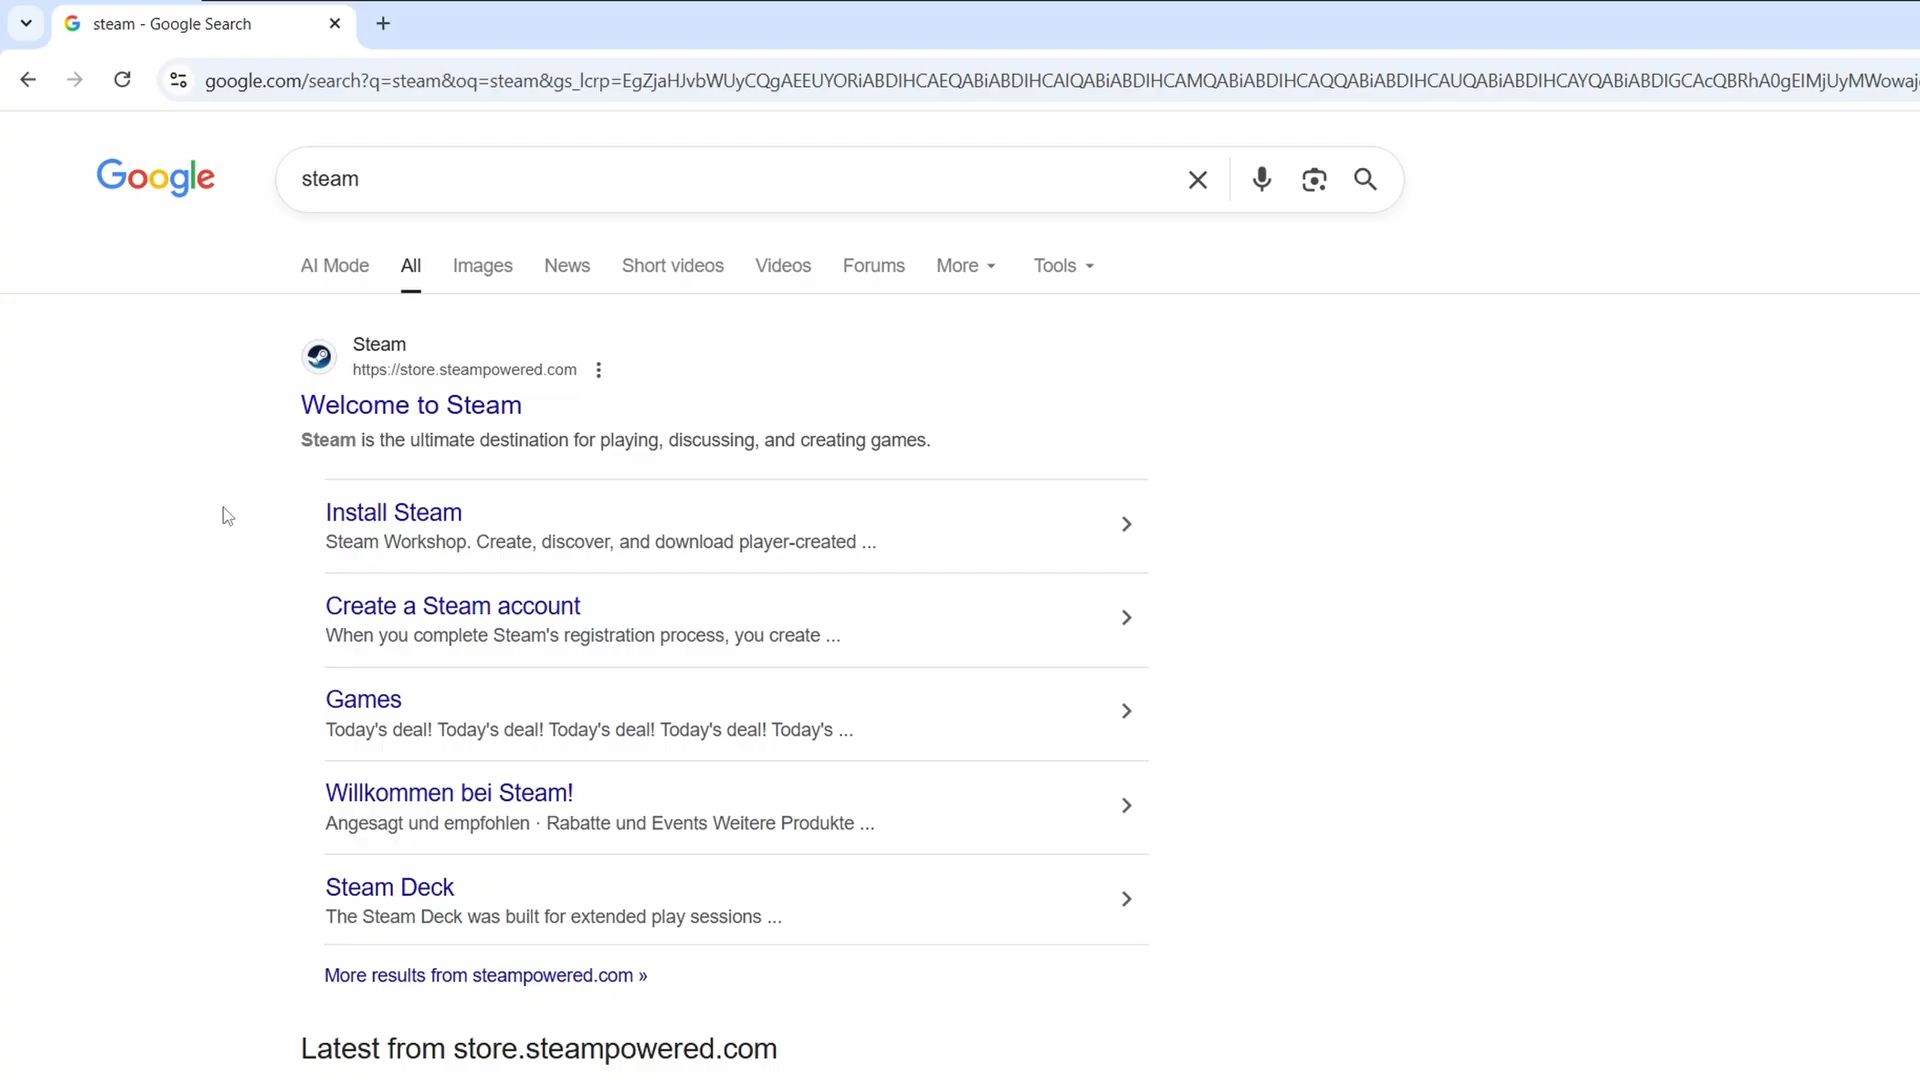 steam - Google Search
google.com/search?q=steam&oq=steam&gs_lcrp=EgZjaHJvbWUyCQgAEEUYORiABDIHCAEQABiABDIHCAIQABiABDIHCAMQABiABDIHCAQQABiABDIHCAUQABiABDIHCAYQABiABDIGCAcQBRhA0gEIMjUyMWowaj
Google
steam
AI Mode All Images News Short videos Videos Forums More Tools
Steam
https://store.steampowered.com
Welcome to Steam
Steam is the ultimate destination for playing, discussing, and creating games.
Install Steam
Steam Workshop. Create, discover, and download player-created ...
Create a Steam account
When you complete Steam's registration process, you create ...
Games
Today's deal! Today's deal! Today's deal! Today's deal! Today's ...
Willkommen bei Steam!
Angesagt und empfohlen · Rabatte und Events Weitere Produkte ...
Steam Deck
The Steam Deck was built for extended play sessions ...
More results from steampowered.com »
Latest from store.steampowered.com